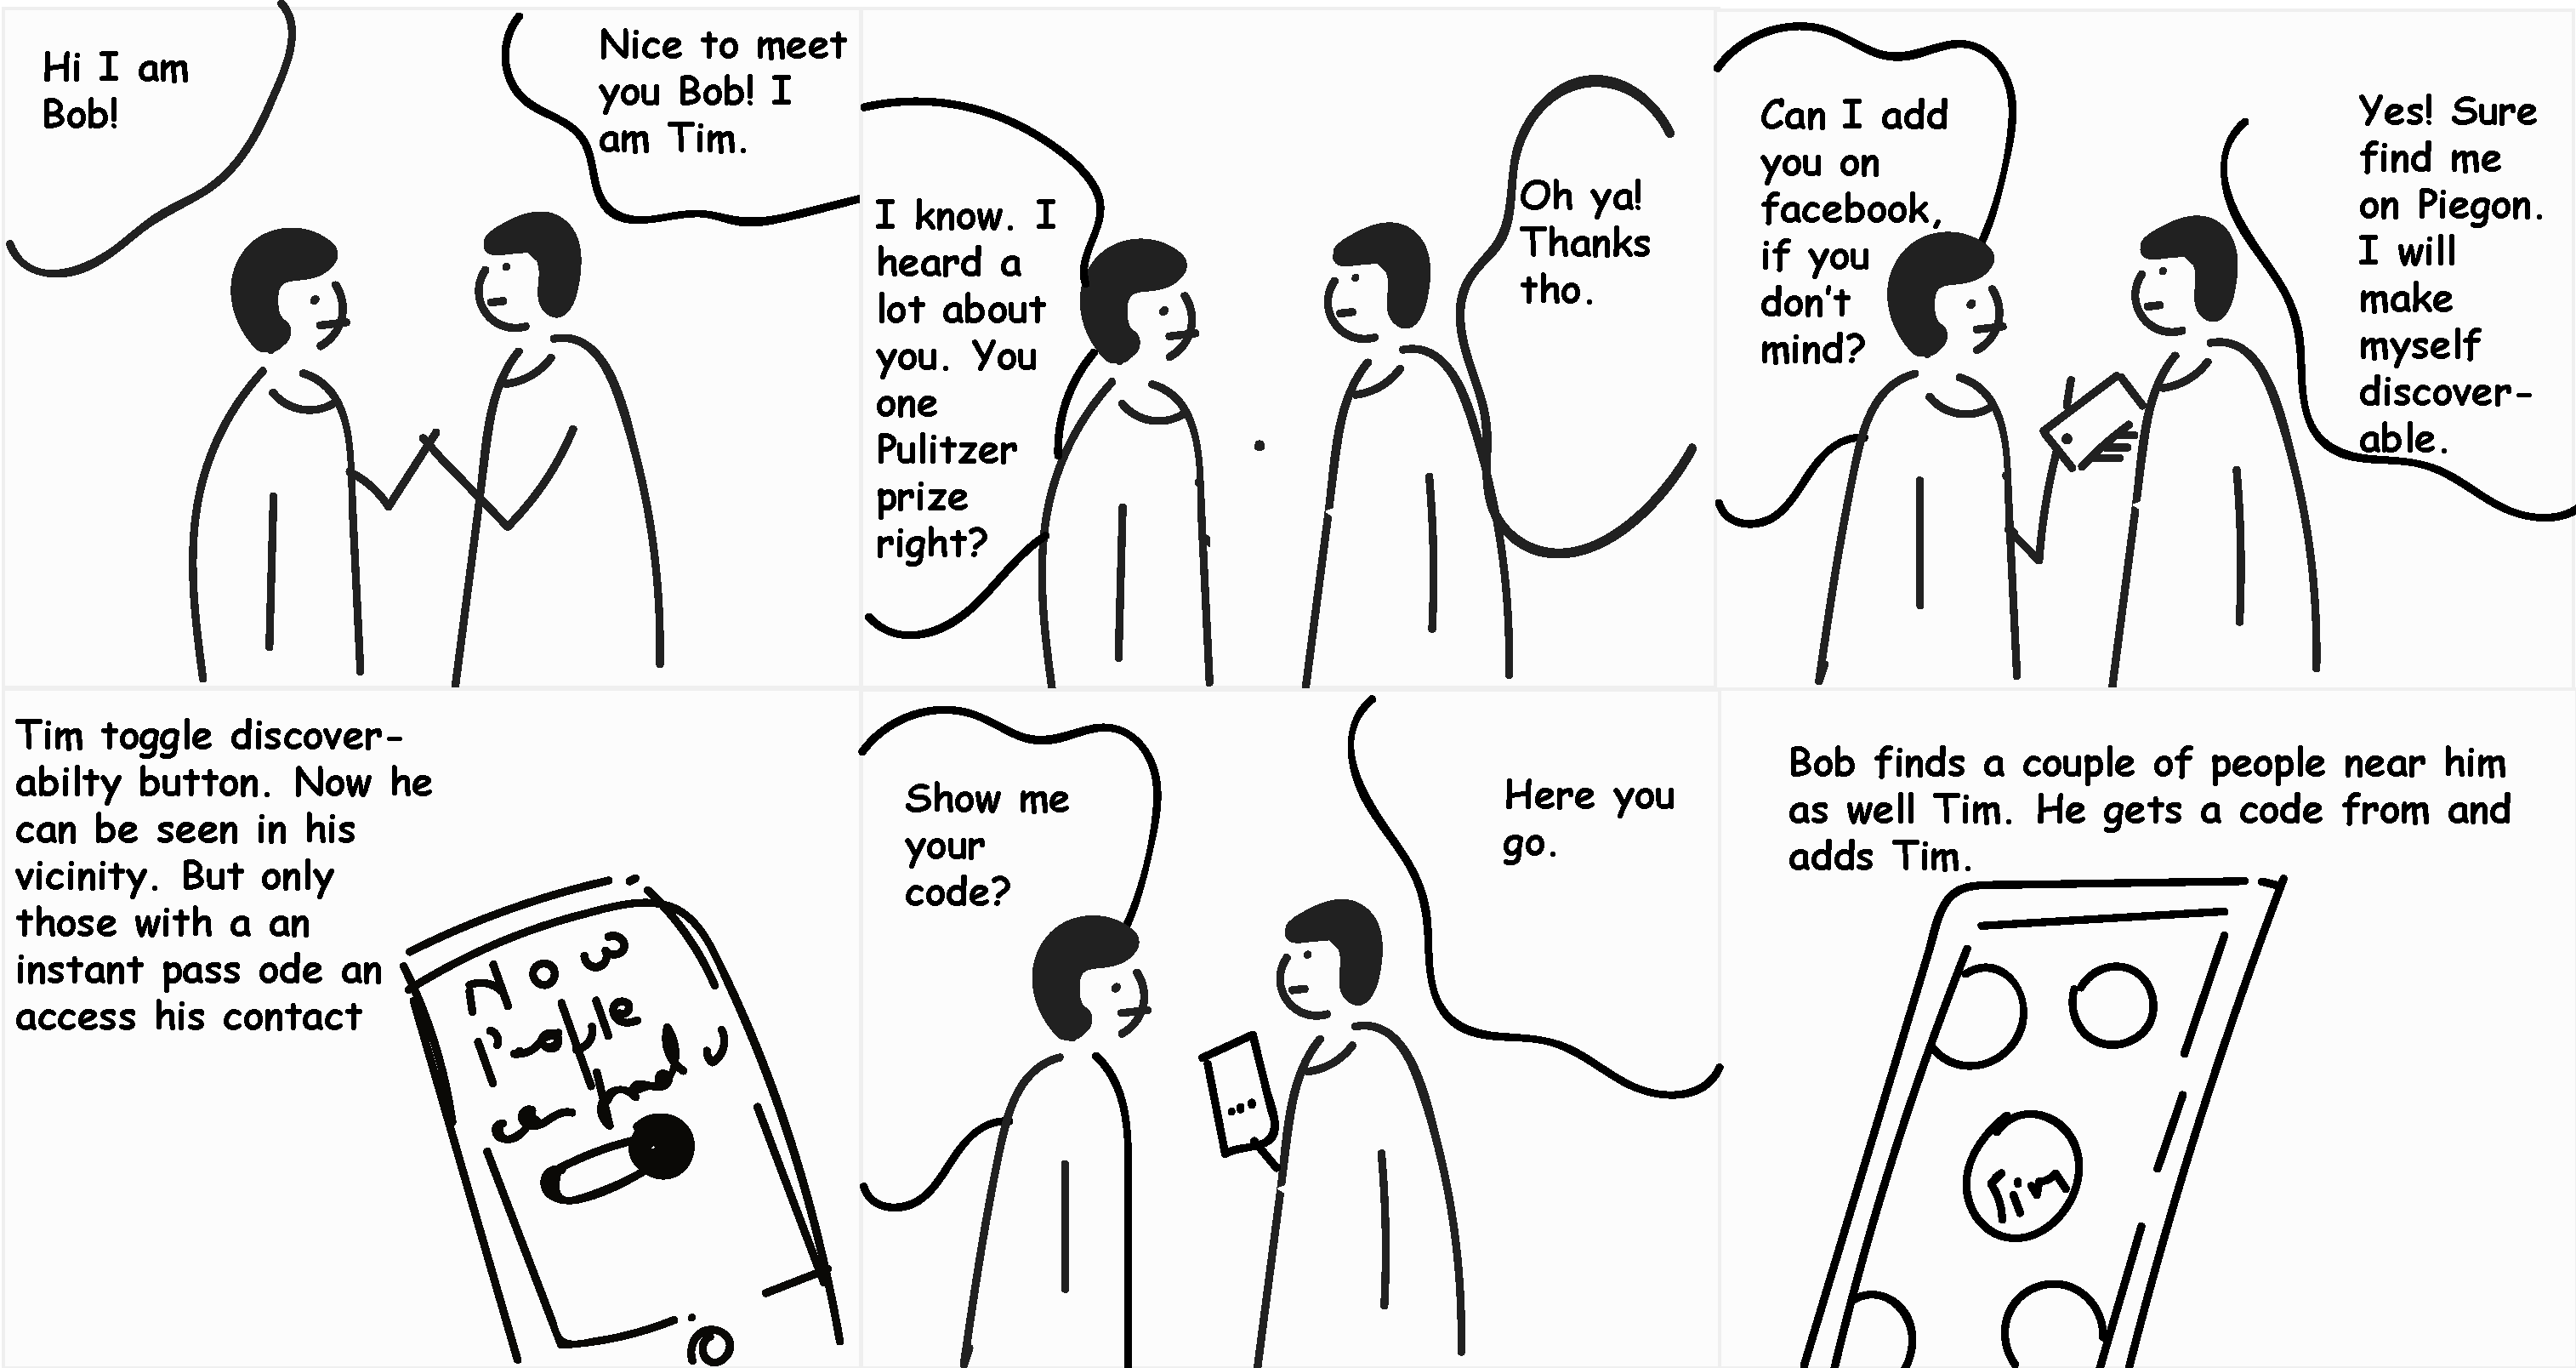 Hi I am
Bob!
Nice to meet
you Bob! I
am Tim.
I know. I
heard a
lot about
you. You
one
Pulitzer
prize
right?
Oh ya!
Thanks
tho.
Can I add
you on
facebook,
if you
don't
mind?
Yes! Sure
find me
on Piegon.
I will
make
myself
discover-
able.
Tim toggle discover-
abilty button. Now he
can be seen in his
vicinity. But only
those with a an
instant pass ode an
access his contact
Now
People
can find u
Show me
your
code?
Here you
go.
Bob finds a couple of people near him
as well Tim. He gets a code from and
adds Tim.
Tim